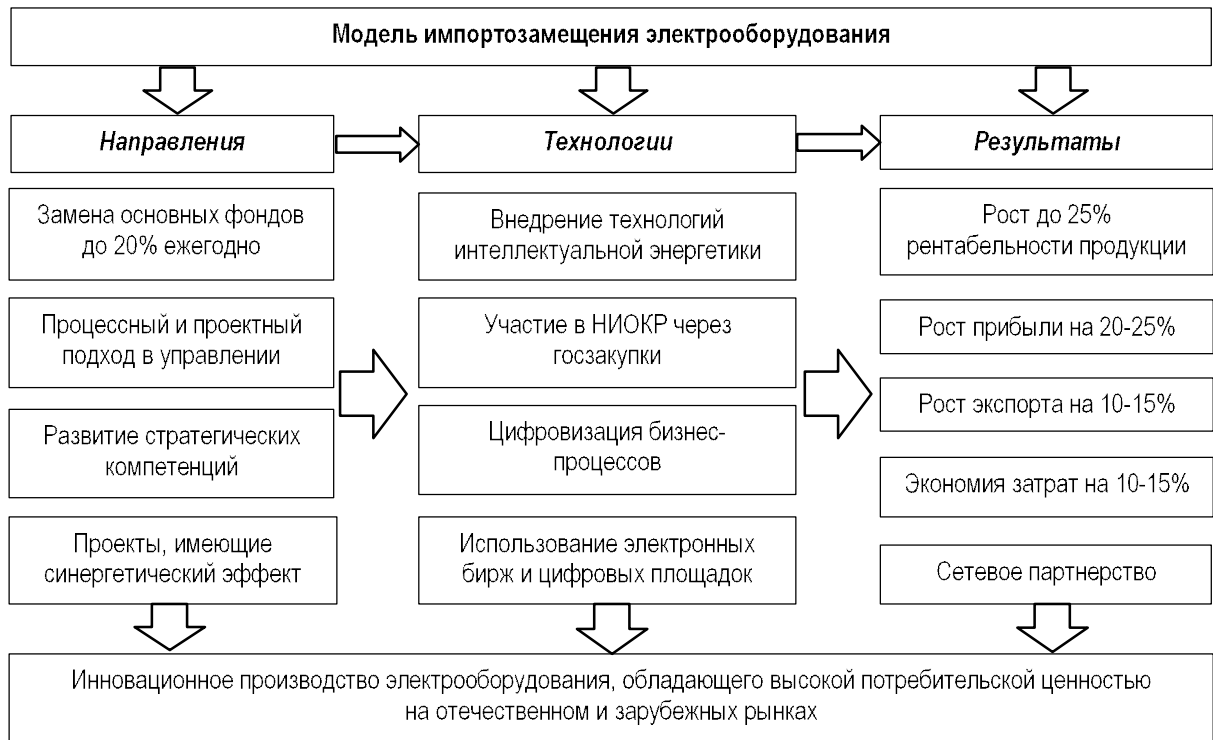 Модель импортозамещения электрооборудования
Направления
Технологии
Результаты
Замена основных фондов
до 20% ежегодно
Процессный и проектный
подход в управлении
Развитие стратегических
компетенций
Проекты, имеющие
синергетический эффект
Внедрение технологий
интеллектуальной энергетики
Участие в НИОКР через
госзакупки
Цифровизация бизнес-
процессов
Использование электронных
бирж и цифровых площадок
Рост до 25%
рентабельности продукции
Рост прибыли на 20-25%
Рост экспорта на 10-15%
Экономия затрат на 10-15%
Сетевое партнерство
Инновационное производство электрооборудования, обладающего высокой потребительской ценностью
на отечественном и зарубежных рынках